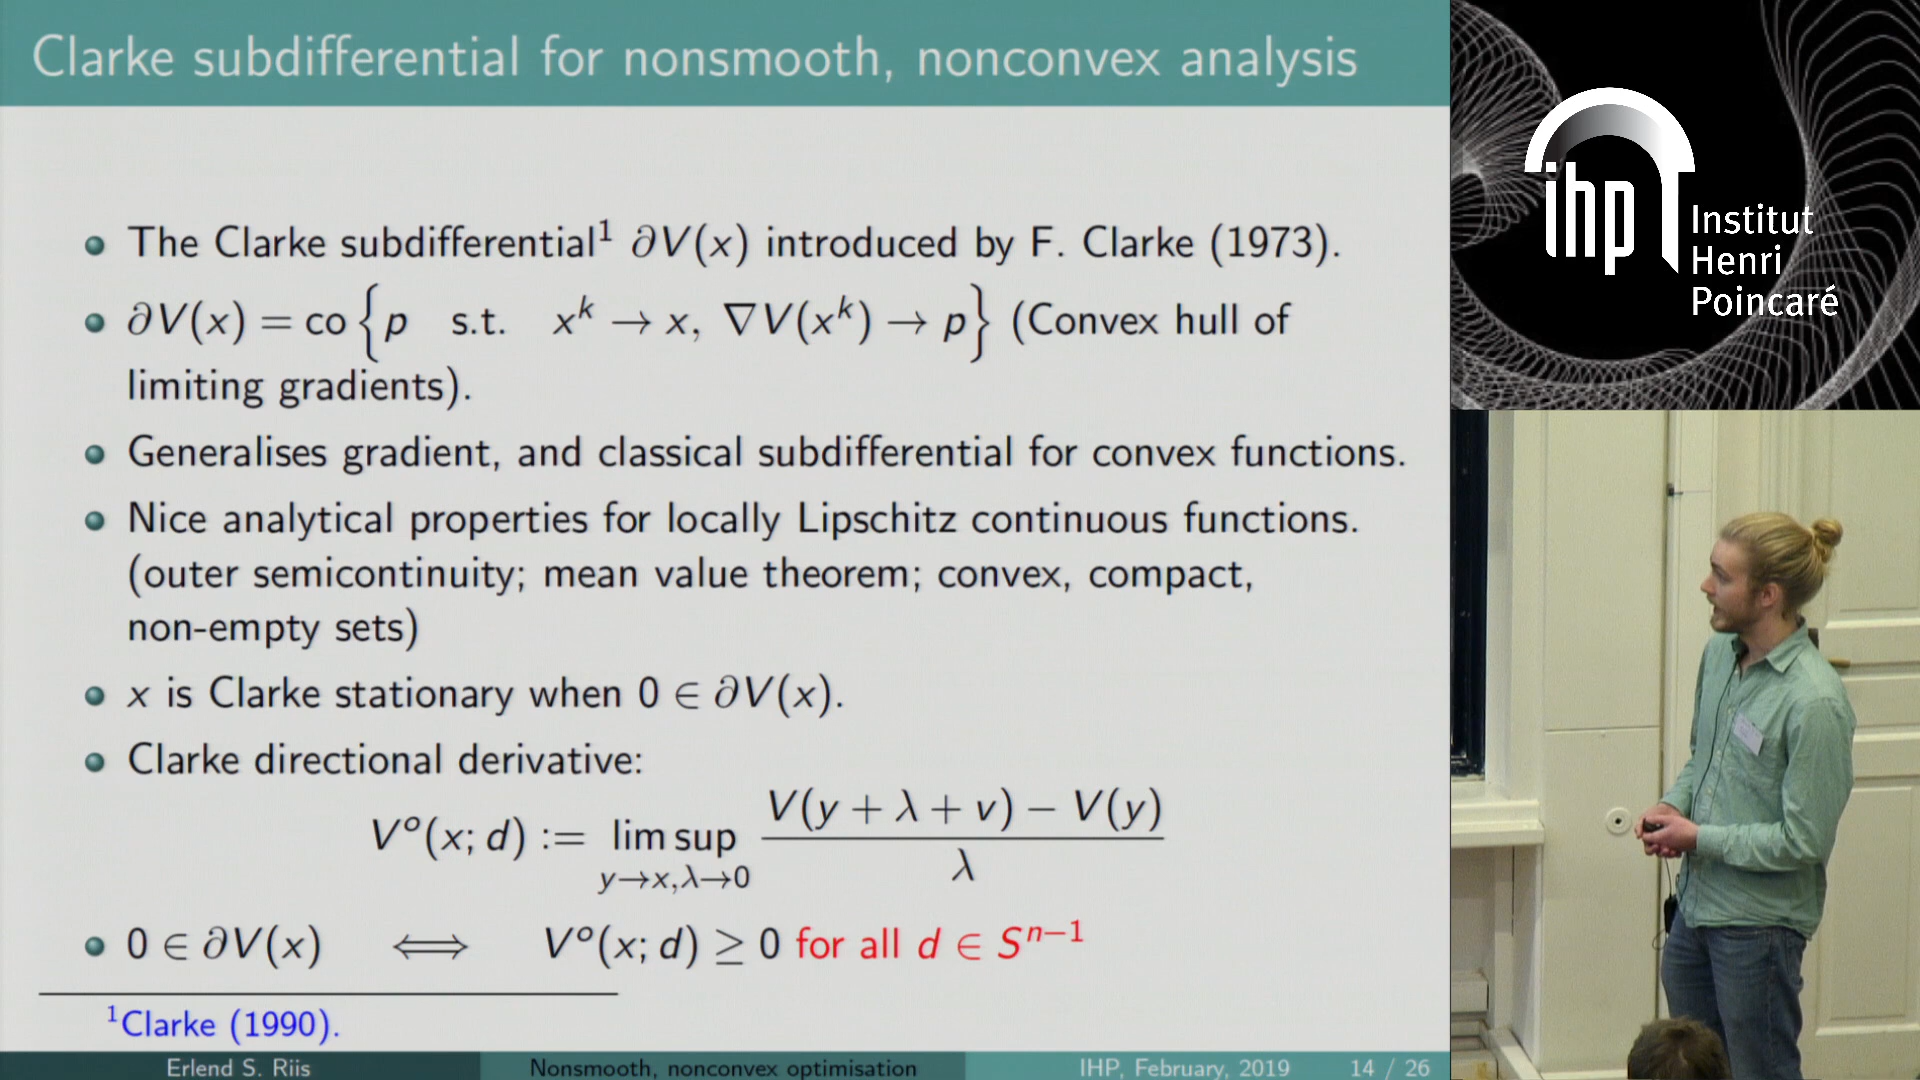 Clarke subdifferential for nonsmooth, nonconvex analysis
The Clarke subdifferential¹ ∂V(x) introduced by F. Clarke (1973).
∂V(x) = co {p s.t. xᵏ → x, ∇V(xᵏ) → p} (Convex hull of
limiting gradients).
Generalises gradient, and classical subdifferential for convex functions.
Nice analytical properties for locally Lipschitz continuous functions.
(outer semicontinuity; mean value theorem; convex, compact,
non-empty sets)
x is Clarke stationary when 0 ∈ ∂V(x).
Clarke directional derivative:
V°(x; d) := lim sup_{y→x,λ→0} (V(y + λ + v) − V(y)) / λ
0 ∈ ∂V(x) ⟺ V°(x; d) ≥ 0 for all d ∈ Sⁿ⁻¹
¹Clarke (1990).
Erlend S. Riis Nonsmooth, nonconvex optimisation IHP, February, 2019 14 / 26
ihp
Institut
Henri
Poincaré